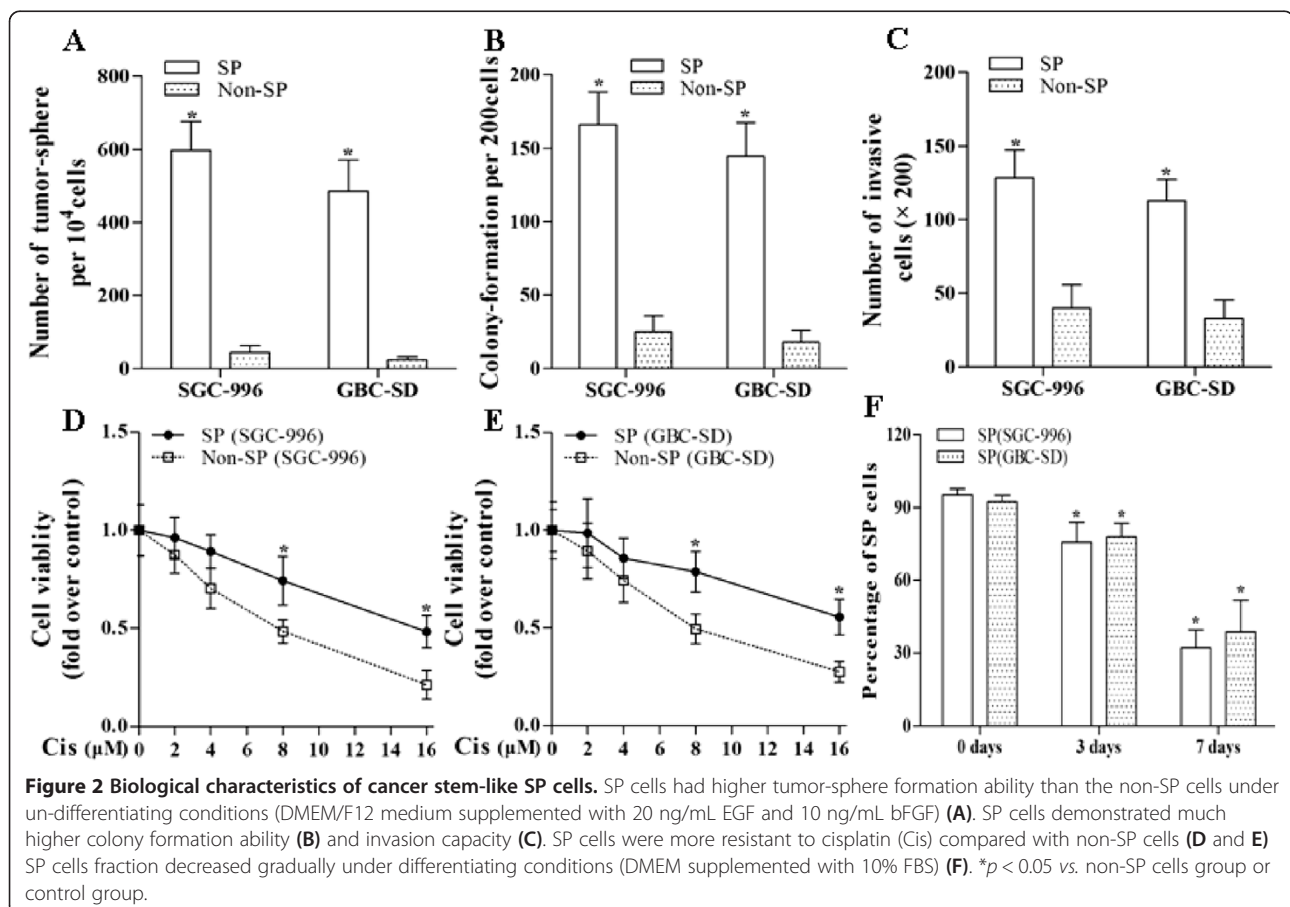 A
SP
Non-SP
Number of tumor-sphere
per 10⁴cells
800
600
400
200
0
*
*
SGC-996
GBC-SD
B
SP
Non-SP
Colony-formation per 200cells
200
150
100
50
0
*
*
SGC-996
GBC-SD
C
SP
Non-SP
Number of invasive
cells (× 200)
200
150
100
50
0
*
*
SGC-996
GBC-SD
D
SP (SGC-996)
Non-SP (SGC-996)
Cell viablity
(fold over control)
1.5
1.0
0.5
0.0
*
*
Cis (μM) 0 2 4 6 8 10 12 14 16
E
SP (GBC-SD)
Non-SP (GBC-SD)
Cell viablity
(fold over control)
1.5
1.0
0.5
0.0
*
*
Cis (μM) 0 2 4 6 8 10 12 14 16
F
SP(SGC-996)
SP(GBC-SD)
Percentage of SP cells
120
90
60
30
0
* *
* *
0 days
3 days
7 days
Figure 2 Biological characteristics of cancer stem-like SP cells. SP cells had higher tumor-sphere formation ability than the non-SP cells under
un-differentiating conditions (DMEM/F12 medium supplemented with 20 ng/mL EGF and 10 ng/mL bFGF) (A). SP cells demonstrated much
higher colony formation ability (B) and invasion capacity (C). SP cells were more resistant to cisplatin (Cis) compared with non-SP cells (D and E)
SP cells fraction decreased gradually under differentiating conditions (DMEM supplemented with 10% FBS) (F). *p < 0.05 vs. non-SP cells group or
control group.